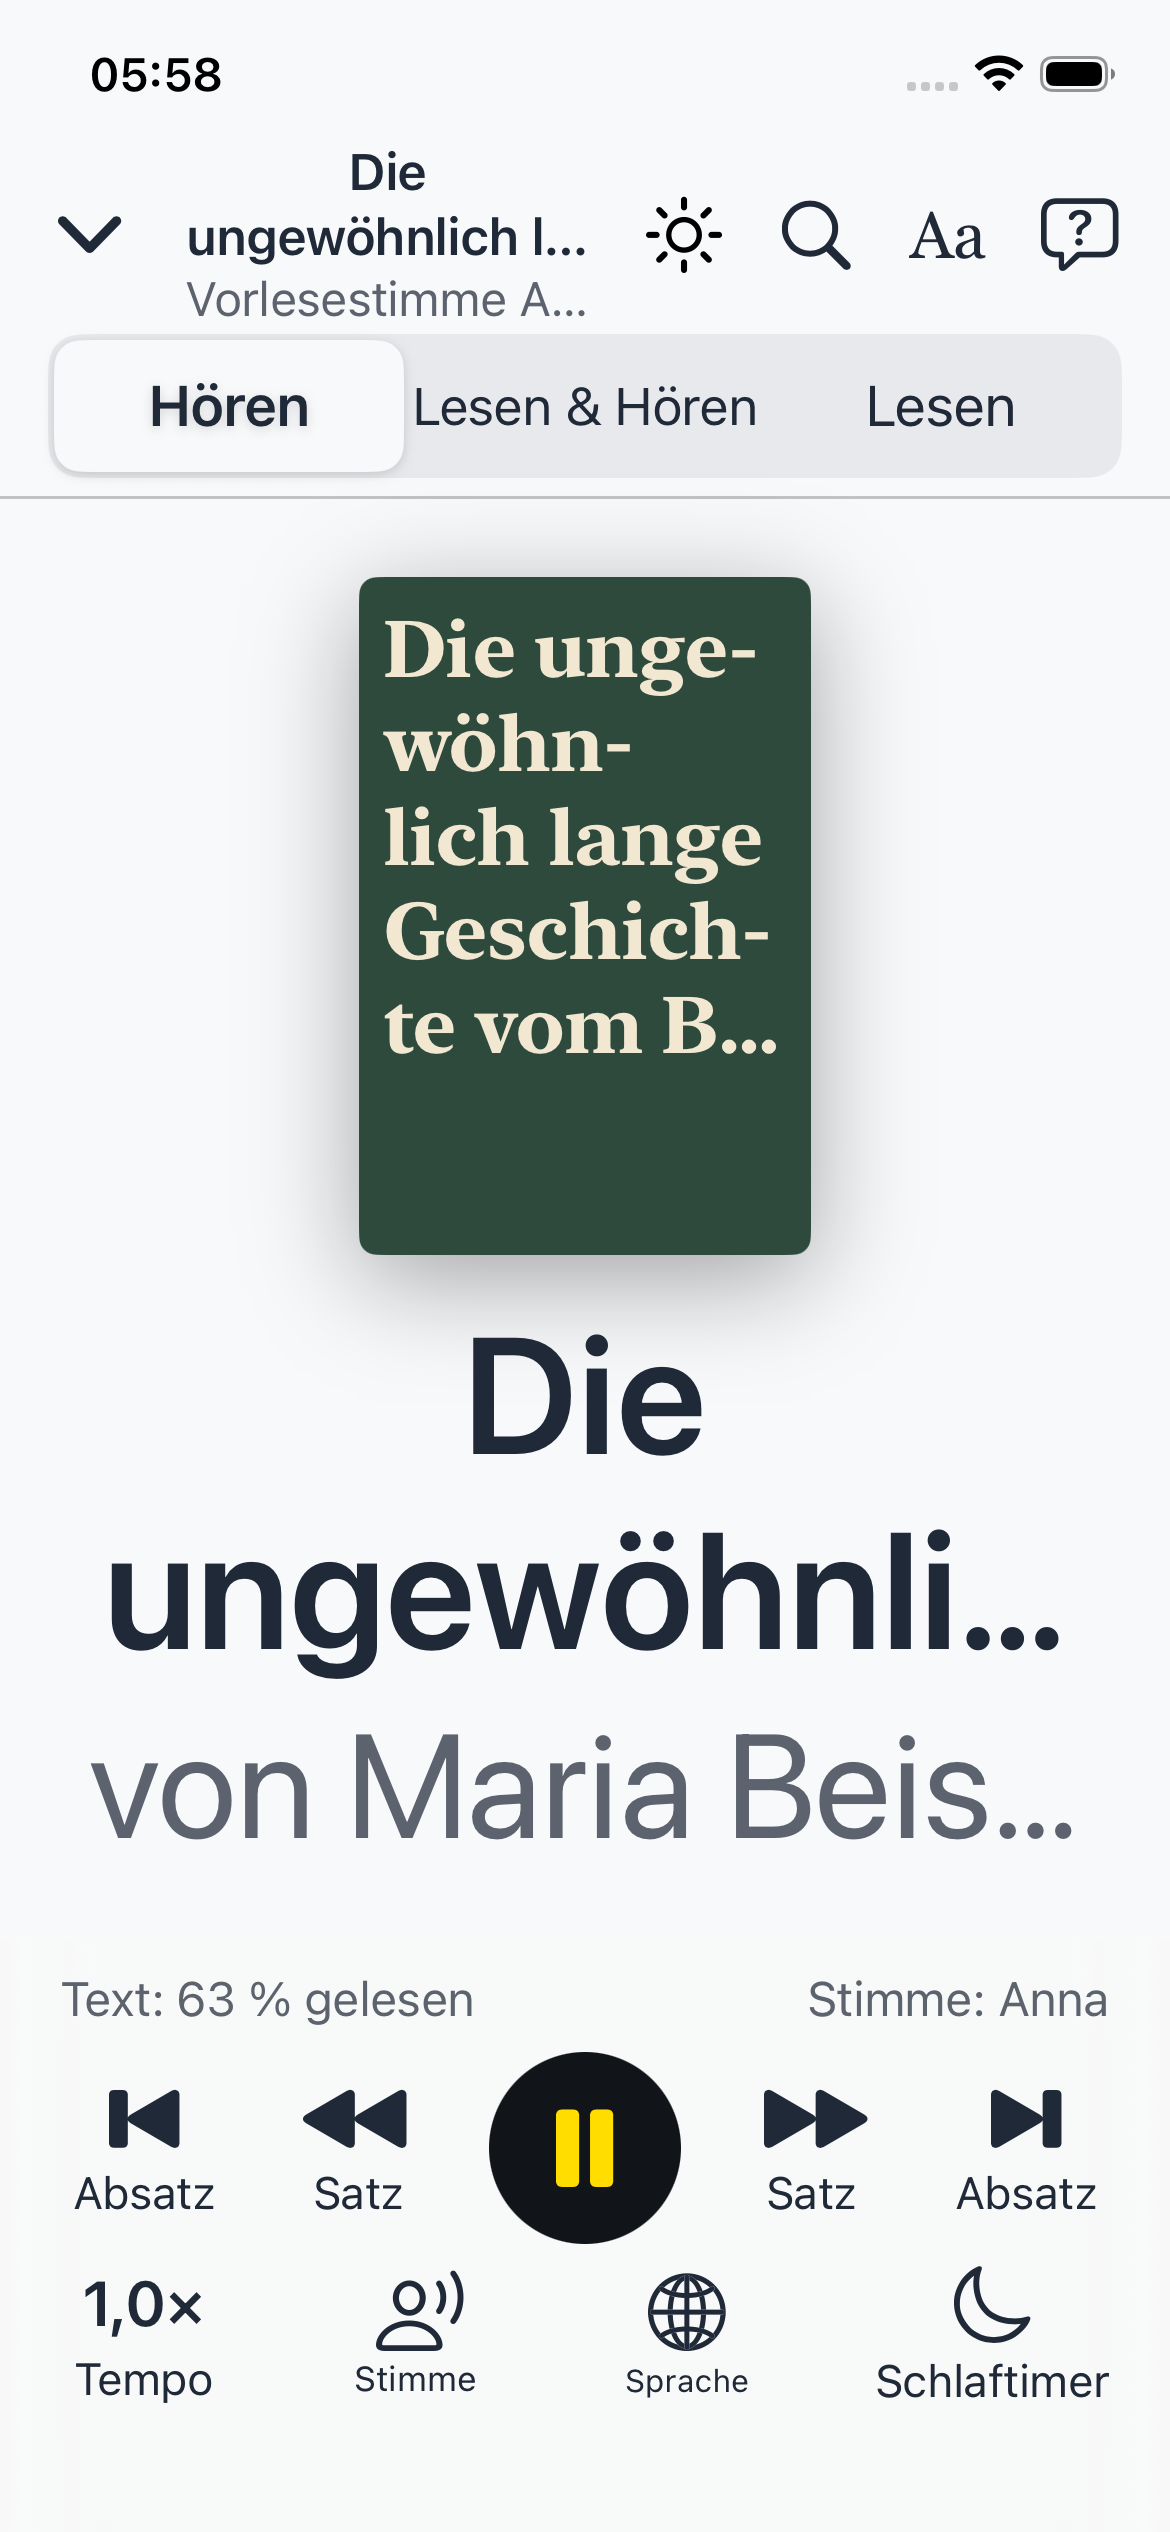 05:58
Die
ungewöhnlich l...
Vorlesestimme A...
Aa
?
Hören
Lesen & Hören
Lesen
Die unge-
wöhn-
lich lange
Geschich-
te vom B...
Die
ungewöhnli...
von Maria Beis...
Text: 63 % gelesen
Stimme: Anna
Absatz
Satz
Satz
Absatz
1,0×
Tempo
Stimme
Sprache
Schlaftimer